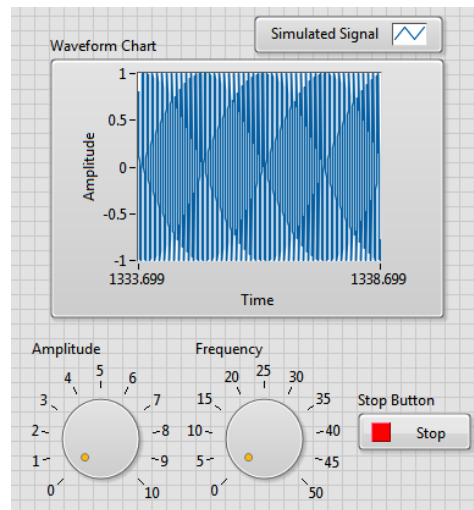 Simulated Signal
Waveform Chart
Amplitude
1
0.5
0
-0.5
-1
1333.699 1338.699
Time
Amplitude
0 1 2 3 4 5 6 7 8 9 10
Frequency
0 5 10 15 20 25 30 35 40 45 50
Stop Button
Stop